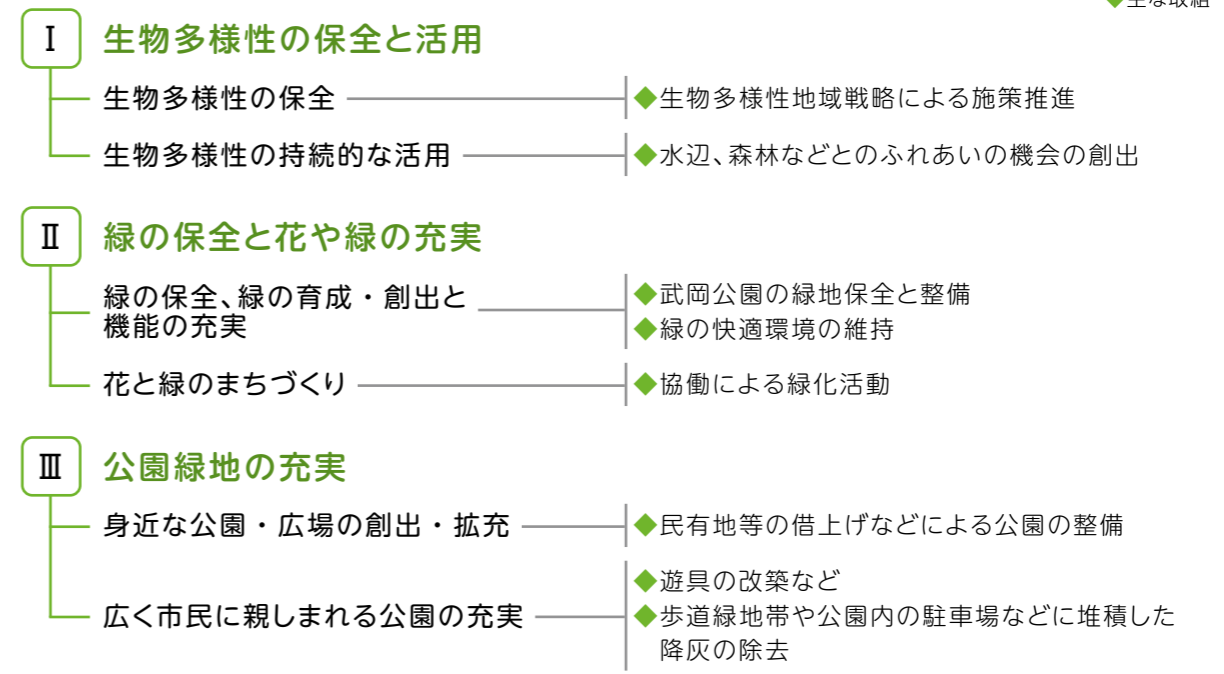 ◆主な取組
Ⅰ 生物多様性の保全と活用
生物多様性の保全 ◆生物多様性地域戦略による施策推進
生物多様性の持続的な活用 ◆水辺、森林などとのふれあいの機会の創出
Ⅱ 緑の保全と花や緑の充実
緑の保全、緑の育成・創出と
機能の充実
◆武岡公園の緑地保全と整備
◆緑の快適環境の維持
花と緑のまちづくり ◆協働による緑化活動
Ⅲ 公園緑地の充実
身近な公園・広場の創出・拡充 ◆民有地等の借上げなどによる公園の整備
広く市民に親しまれる公園の充実
◆遊具の改築など
◆歩道緑地帯や公園内の駐車場などに堆積した
降灰の除去